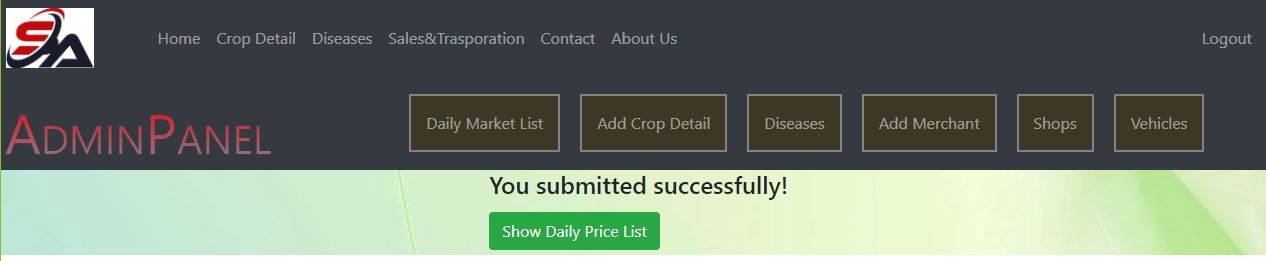 SA
Home Crop Detail Diseases Sales&Trasporation Contact About Us Logout
AdminPanel
Daily Market List Add Crop Detail Diseases Add Merchant Shops Vehicles
You submitted successfully!
Show Daily Price List